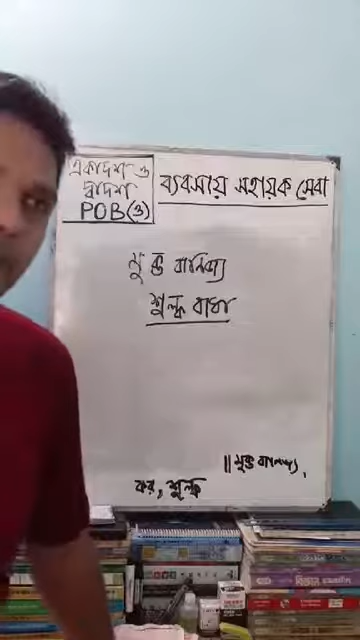 একাদশ ও
দ্বাদশ
POB(৩)
ব্যবসায় সহায়ক সেবা
মুক্ত বানিজ্য
শুল্ক বাধা
|| মুক্ত বানিজ্য,
কর, শুল্ক